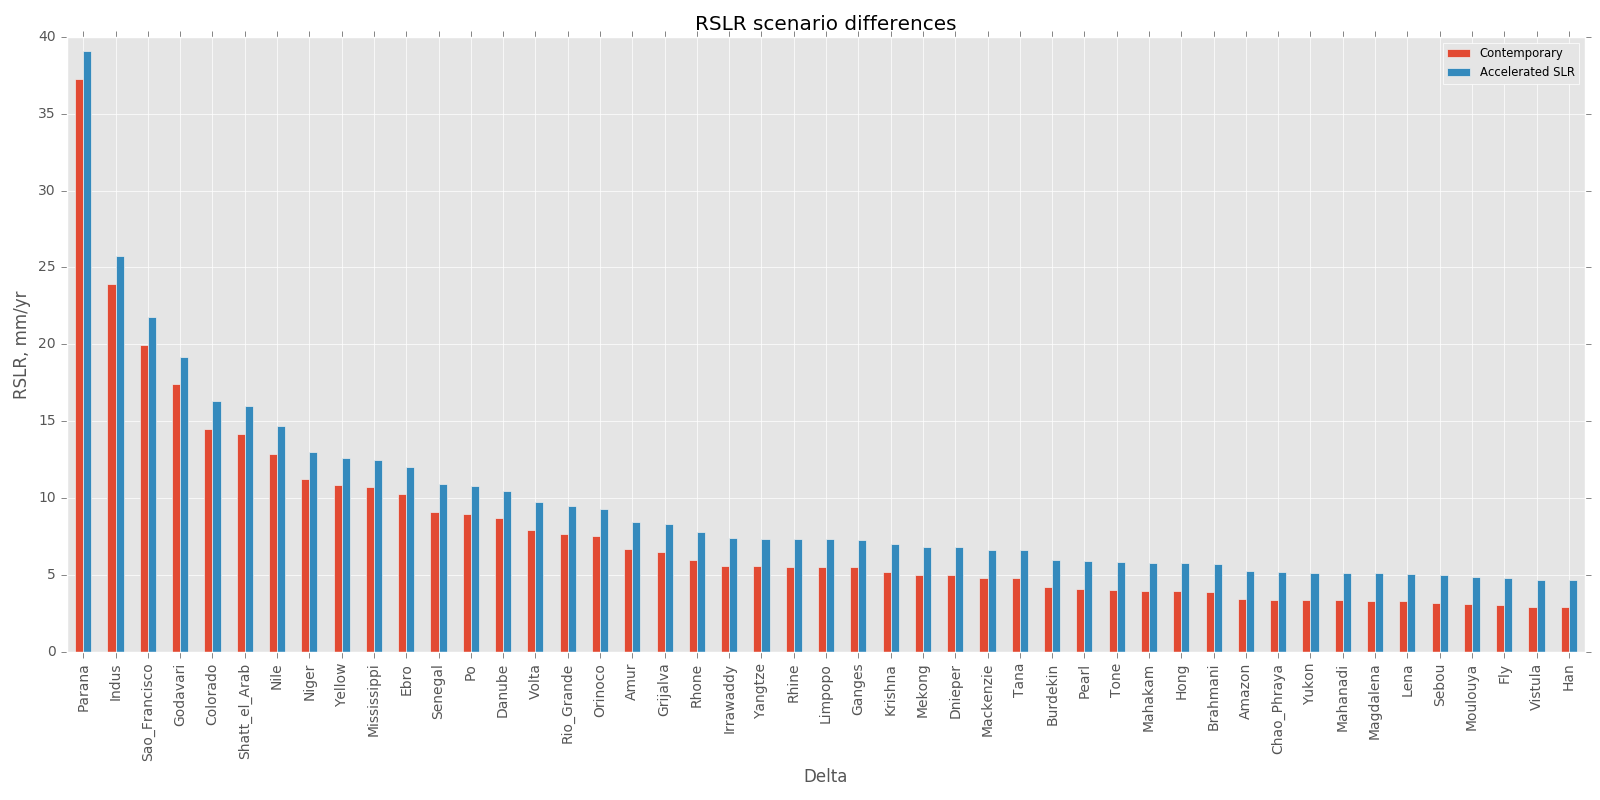 RSLR scenario differences
Contemporary
Accelerated SLR
40
35
30
25
20
15
10
5
0
RSLR, mm/yr
Parana
Indus
Sao_Francisco
Godavari
Colorado
Shatt_el_Arab
Nile
Niger
Yellow
Mississippi
Ebro
Senegal
Po
Danube
Volta
Rio_Grande
Orinoco
Amur
Grijalva
Rhone
Irrawaddy
Yangtze
Rhine
Limpopo
Ganges
Krishna
Mekong
Dnieper
Mackenzie
Tana
Burdekin
Pearl
Tone
Mahakam
Hong
Brahmani
Amazon
Chao_Phraya
Yukon
Mahanadi
Magdalena
Lena
Sebou
Moulouya
Fly
Vistula
Han
Delta